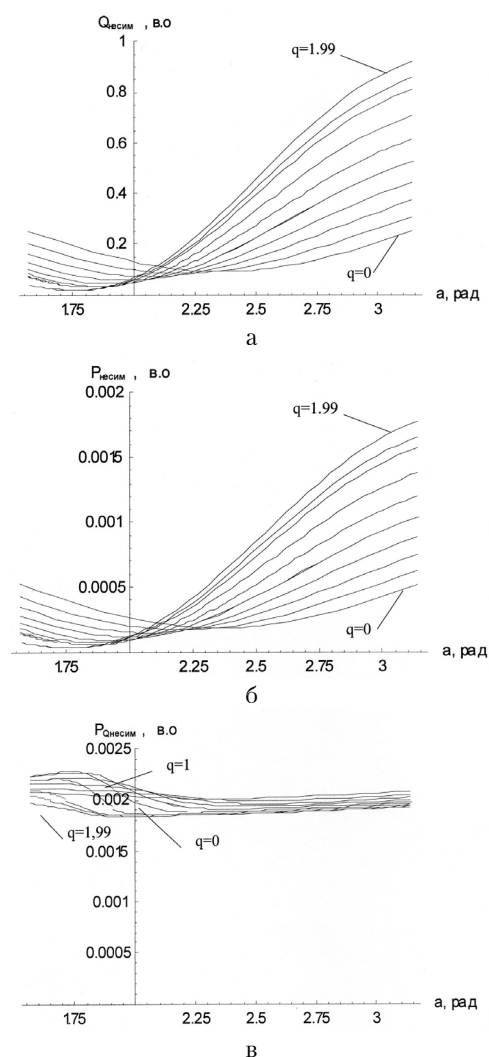 Qнесим , в.о
q=1.99
1
0.8
0.6
0.4
0.2
q=0
1.75 2.25 2.5 2.75 3 а, рад
а
Pнесим , в.о
0.002
q=1.99
0.0015
0.001
0.0005
q=0
1.75 2 2.25 2.5 2.75 3 а, рад
б
PQнесим , в.о
0.0025
q=1
0.002
q=1,99
q=0
0.0015
0.001
0.0005
1.75 2.25 2.5 2.75 3 а, рад
в